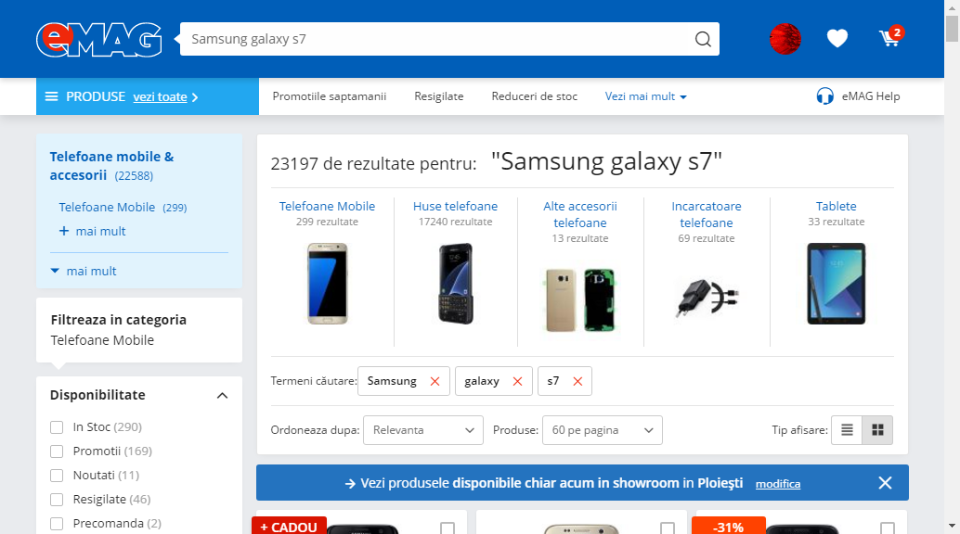 eMAG
Samsung galaxy s7
2
PRODUSE vezi toate
Promotiile saptamanii
Resigilate
Reduceri de stoc
Vezi mai mult
eMAG Help
Telefoane mobile &
accesorii (22588)
Telefoane Mobile (299)
+ mai mult
mai mult
Filtreaza in categoria
Telefoane Mobile
Disponibilitate
In Stoc (290)
Promotii (169)
Noutati (11)
Resigilate (46)
Precomanda (2)
23197 de rezultate pentru: "Samsung galaxy s7"
Telefoane Mobile
299 rezultate
Huse telefoane
17240 rezultate
Alte accesorii
telefoane
13 rezultate
Incarcatoare
telefoane
69 rezultate
Tablete
33 rezultate
Termeni căutare: Samsung galaxy s7
Ordoneaza dupa: Relevanta Produse: 60 pe pagina Tip afisare:
Vezi produsele disponibile chiar acum in showroom in Ploieşti modifica
+ CADOU
-31%